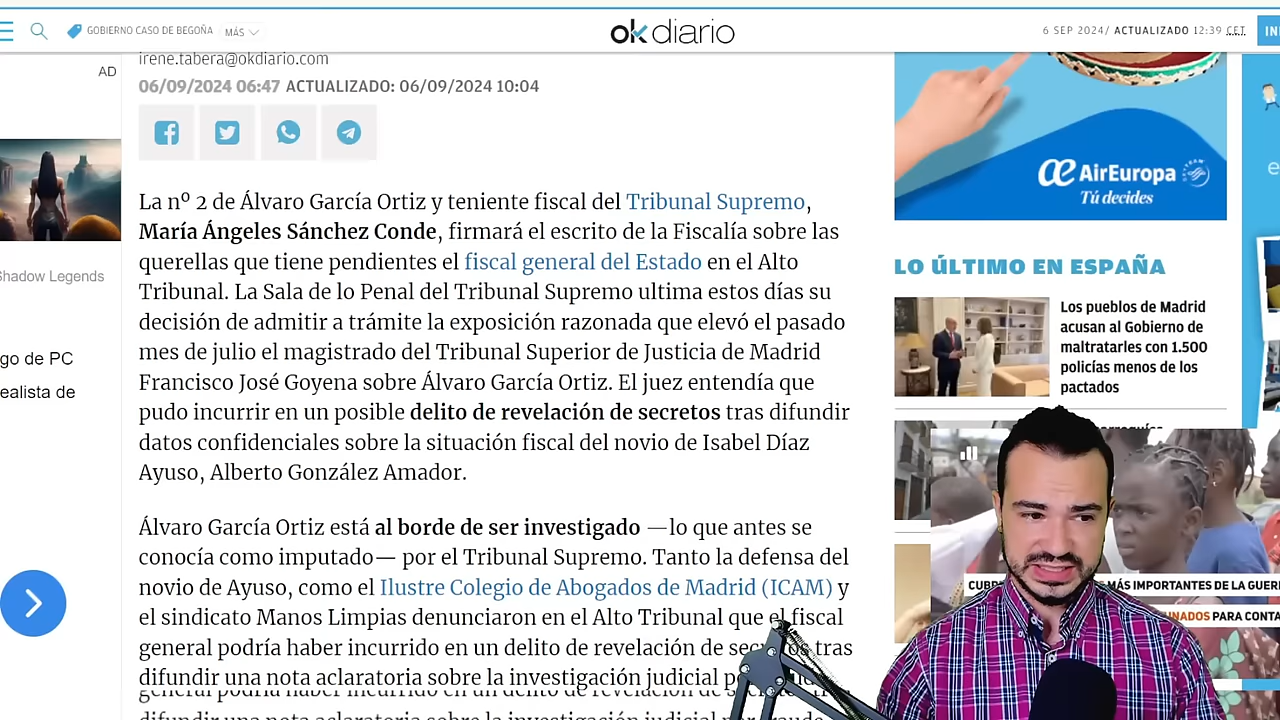 GOBIERNO CASO DE BEGOÑA
MÁS
okdiario
6 SEP 2024/ ACTUALIZADO 12:39 CET
AD
irene.tabera@okdiario.com
06/09/2024 06:47 ACTUALIZADO: 06/09/2024 10:04
La nº 2 de Álvaro García Ortiz y teniente fiscal del Tribunal Supremo,
María Ángeles Sánchez Conde, firmará el escrito de la Fiscalía sobre las
querellas que tiene pendientes el fiscal general del Estado en el Alto
Tribunal. La Sala de lo Penal del Tribunal Supremo ultima estos días su
decisión de admitir a trámite la exposición razonada que elevó el pasado
mes de julio el magistrado del Tribunal Superior de Justicia de Madrid
Francisco José Goyena sobre Álvaro García Ortiz. El juez entendía que
pudo incurrir en un posible delito de revelación de secretos tras difundir
datos confidenciales sobre la situación fiscal del novio de Isabel Díaz
Ayuso, Alberto González Amador.
Álvaro García Ortiz está al borde de ser investigado —lo que antes se
conocía como imputado— por el Tribunal Supremo. Tanto la defensa del
novio de Ayuso, como el Ilustre Colegio de Abogados de Madrid (ICAM) y
el sindicato Manos Limpias denunciaron en el Alto Tribunal que el fiscal
general podría haber incurrido en un delito de revelación de secretos tras
difundir una nota aclaratoria sobre la investigación judicial
Shadow Legends
go de PC
ealista de
AirEuropa
Tú decides
LO ÚLTIMO EN ESPAÑA
Los pueblos de Madrid
acusan al Gobierno de
maltratarles con 1.500
policías menos de los
pactados
MÁS IMPORTANTES DE LA
PARA